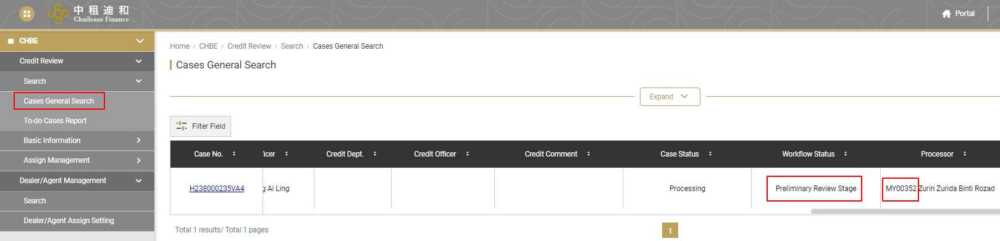 中租迪和
Chailease Finance
Portal
CHBE
Credit Review
Search
Cases General Search
To-do Cases Report
Basic Information
Assign Management
Dealer/Agent Management
Search
Dealer/Agent Assign Setting
Home / CHBE / Credit Review / Search / Cases General Search
Cases General Search
Expand
Filter Field
Case No. ficer Credit Dept. Credit Officer Credit Comment Case Status Workflow Status Processor
H238000235VA4 g Ai Ling Processing Preliminary Review Stage MY00352 Zurin Zurida Binti Rozad
Total 1 results/ Total 1 pages
1